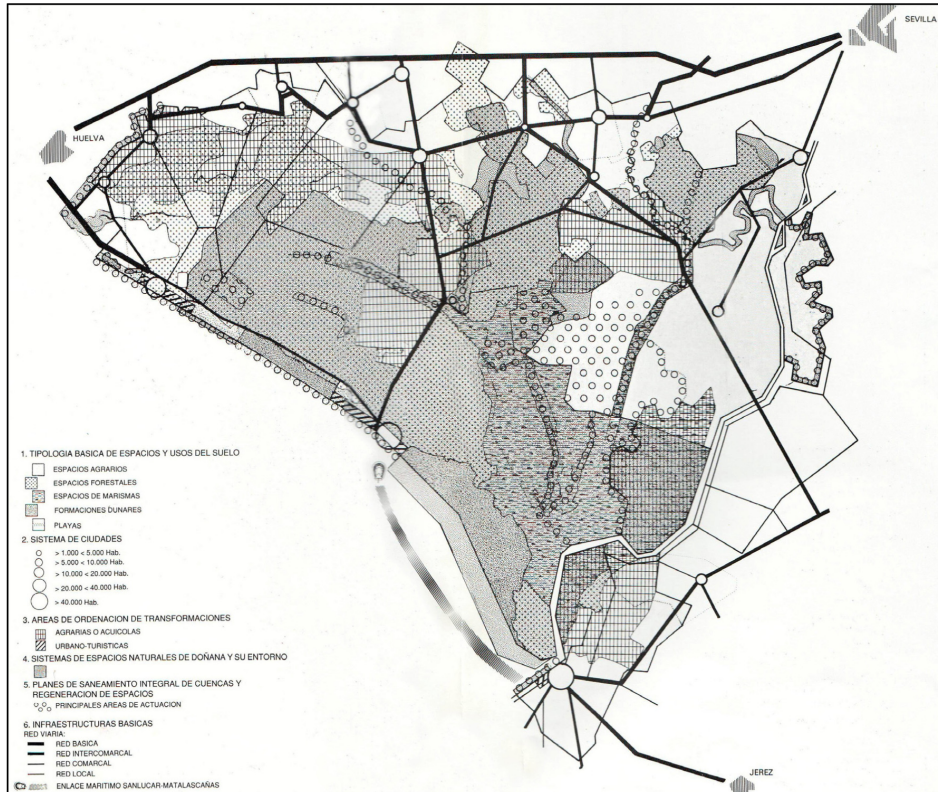 SEVILLA
HUELVA
1. TIPOLOGIA BASICA DE ESPACIOS Y USOS DEL SUELO
ESPACIOS AGRARIOS
ESPACIOS FORESTALES
ESPACIOS DE MARISMAS
FORMACIONES DUNARES
PLAYAS
2. SISTEMA DE CIUDADES
> 1.000 < 5.000 Hab.
> 5.000 < 10.000 Hab.
> 10.000 < 20.000 Hab.
> 20.000 < 40.000 Hab.
> 40.000 Hab.
3. AREAS DE ORDENACION DE TRANSFORMACIONES
AGRARIAS O ACUICOLAS
URBANO-TURISTICAS
4. SISTEMAS DE ESPACIOS NATURALES DE DOÑANA Y SU ENTORNO
5. PLANES DE SANEAMIENTO INTEGRAL DE CUENCAS Y
REGENERACION DE ESPACIOS
PRINCIPALES AREAS DE ACTUACION
6. INFRAESTRUCTURAS BASICAS
RED VIARIA:
RED BASICA
RED INTERCOMARCAL
RED COMARCAL
RED LOCAL
ENLACE MARITIMO SANLUCAR-MATALASCAÑAS
JEREZ